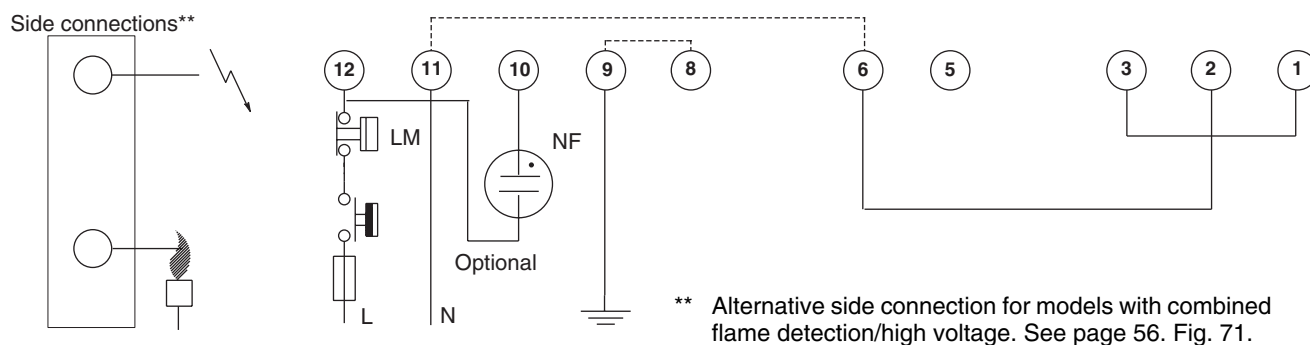 Side connections**
12 11 10 9 8 6 5 3 2 1
LM
NF
Optional
L N
** Alternative side connection for models with combined
flame detection/high voltage. See page 56. Fig. 71.